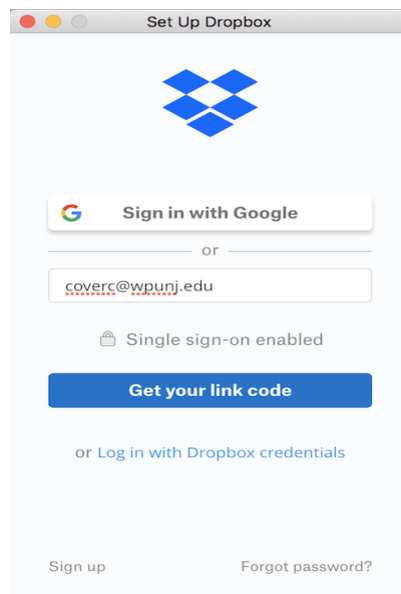 Set Up Dropbox
Sign in with Google
or
coverc@wpunj.edu
Single sign-on enabled
Get your link code
or Log in with Dropbox credentials
Sign up Forgot password?